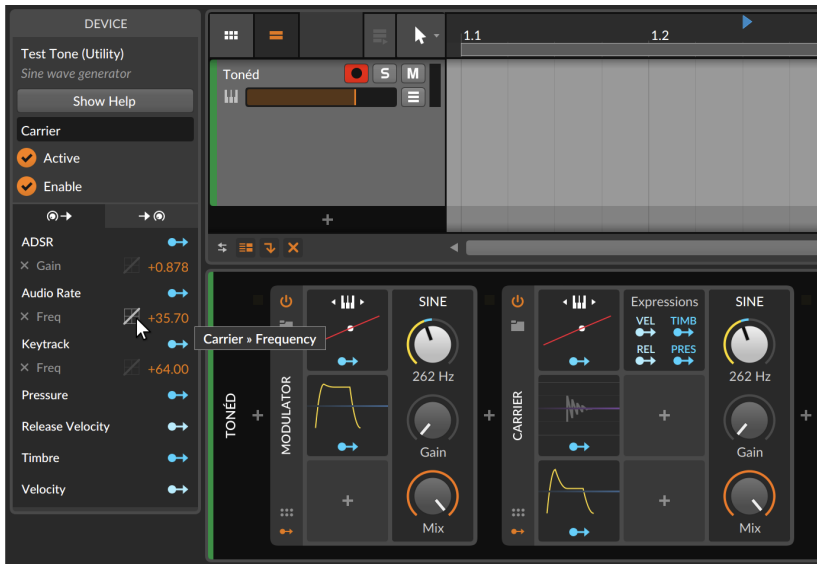 DEVICE
Test Tone (Utility)
Sine wave generator
Show Help
Carrier
Active
Enable
ADSR
× Gain +0.878
Audio Rate
× Freq +35.70
Keytrack
× Freq +64.00
Pressure
Release Velocity
Timbre
Velocity
Carrier » Frequency
1.1 1.2
Tonéd S M
TONÉD
MODULATOR
SINE
262 Hz
Gain
Mix
CARRIER
Expressions
VEL TIMB
REL PRES
SINE
262 Hz
Gain
Mix